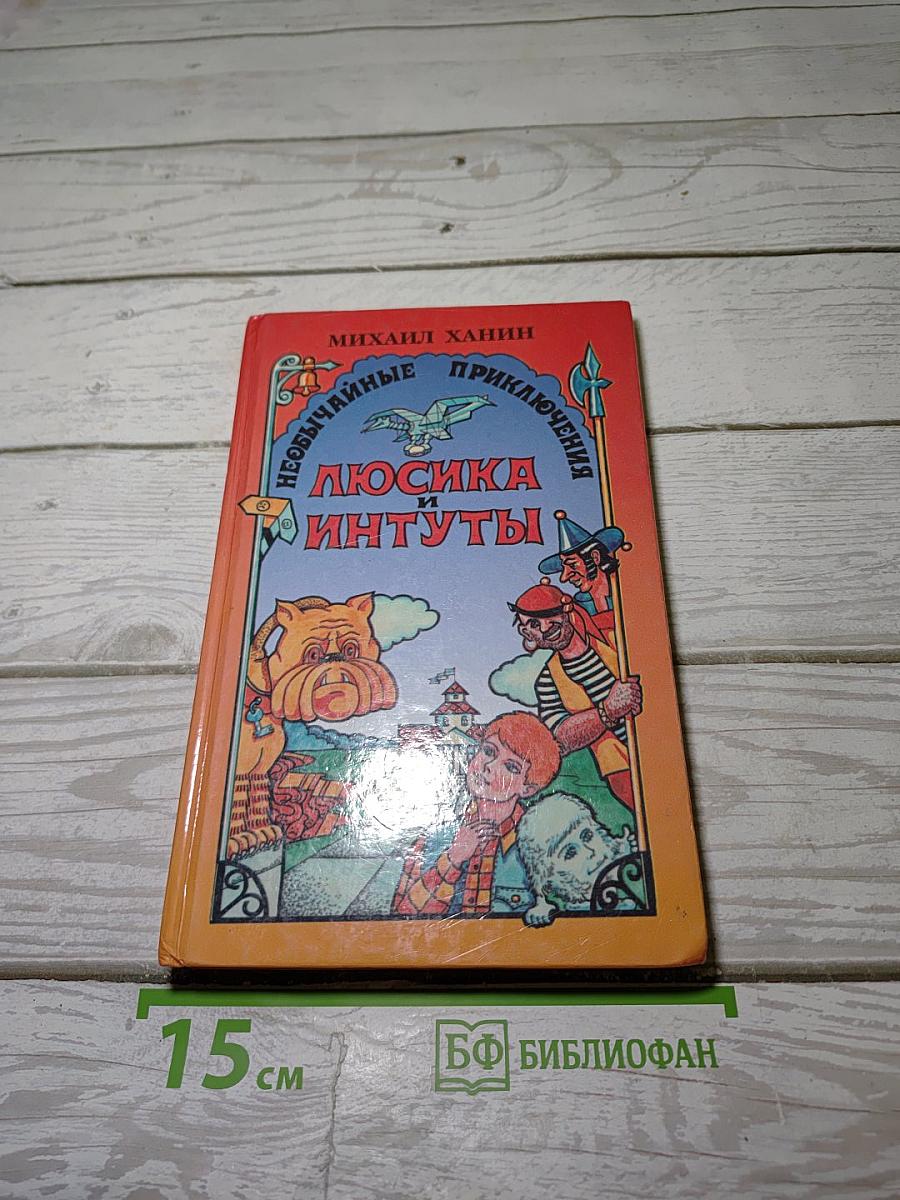 МИХАИЛ ХАНИН
НЕОБЫЧАЙНЫЕ ПРИКЛЮЧЕНИЯ
ЛЮСИКА
И
ИНТУТЫ
15 см
БФ БИБЛИОФАН